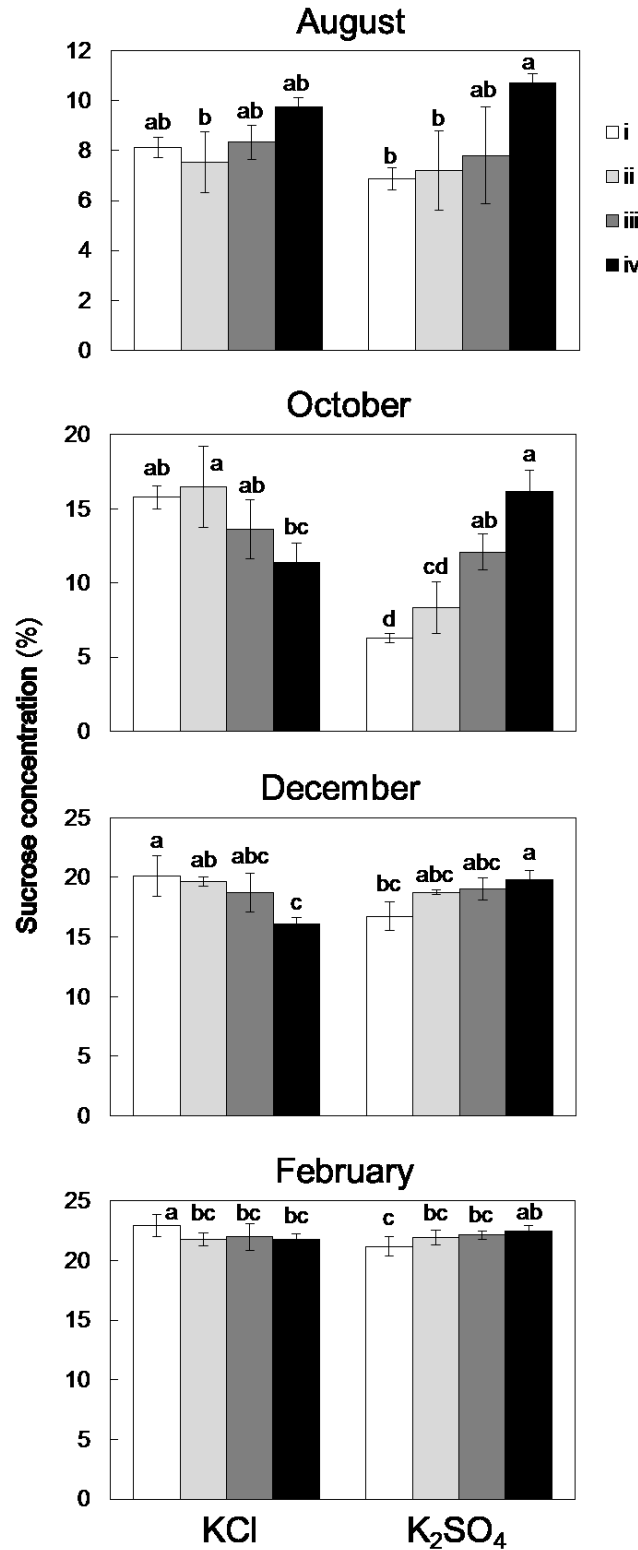 August
12
10
8
6
4
2
0
ab
b
ab
ab
b
b
ab
a
i
ii
iii
iv
October
20
15
10
5
0
ab
a
ab
bc
d
cd
ab
a
Sucrose concentration (%)
December
25
20
15
10
5
0
a
ab
abc
c
bc
abc
abc
a
February
25
20
15
10
5
0
a
bc
bc
bc
c
bc
bc
ab
KCl
K₂SO₄